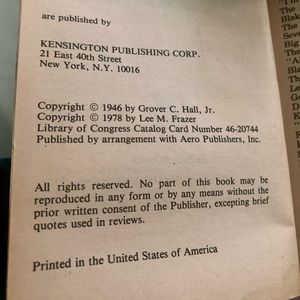 are published by
KENSINGTON PUBLISHING CORP.
21 East 40th Street
New York, N.Y. 10016
Copyright © 1946 by Grover C. Hall, Jr.
Copyright © 1978 by Lee M. Frazer
Library of Congress Catalog Card Number 46-20744
Published by arrangement with Aero Publishers, Inc.
All rights reserved. No part of this book may be
reproduced in any form or by any means without the
prior written consent of the Publisher, excepting brief
quotes used in reviews.
Printed in the United States of America